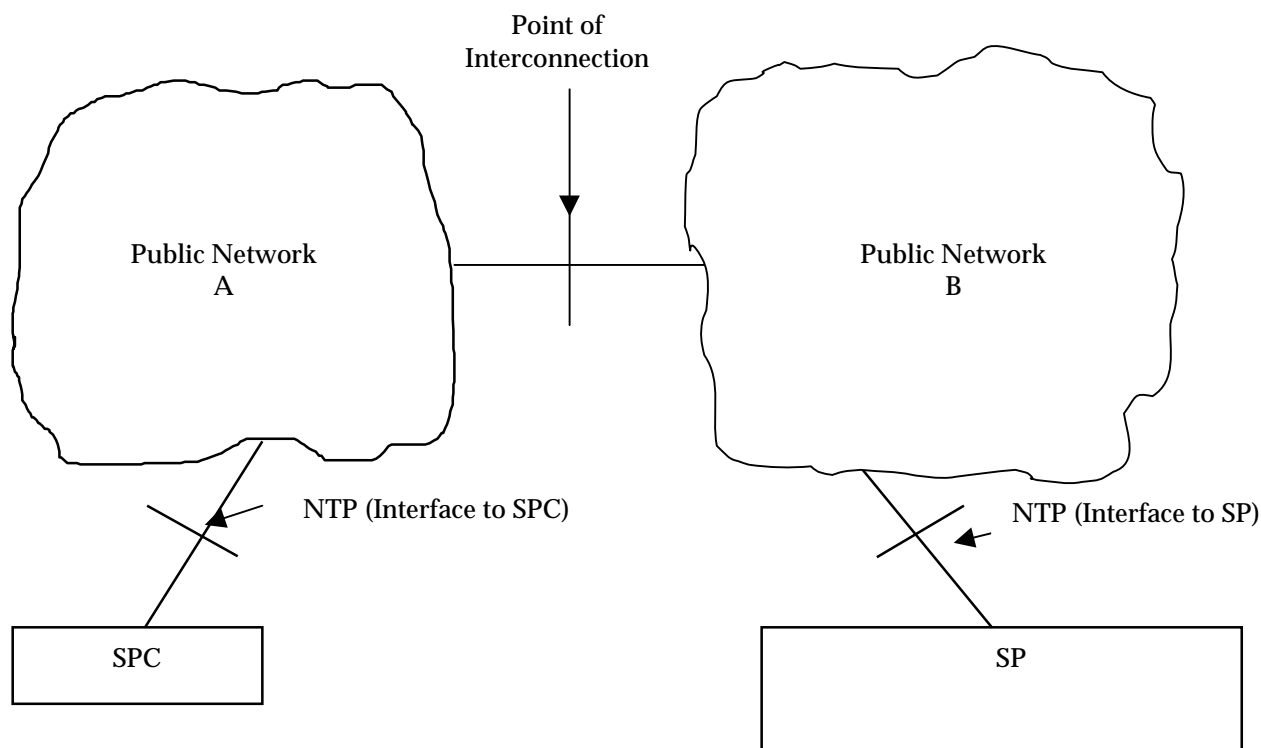 Point of
Interconnection
Public Network
A
Public Network
B
NTP (Interface to SPC)
NTP (Interface to SP)
SPC
SP